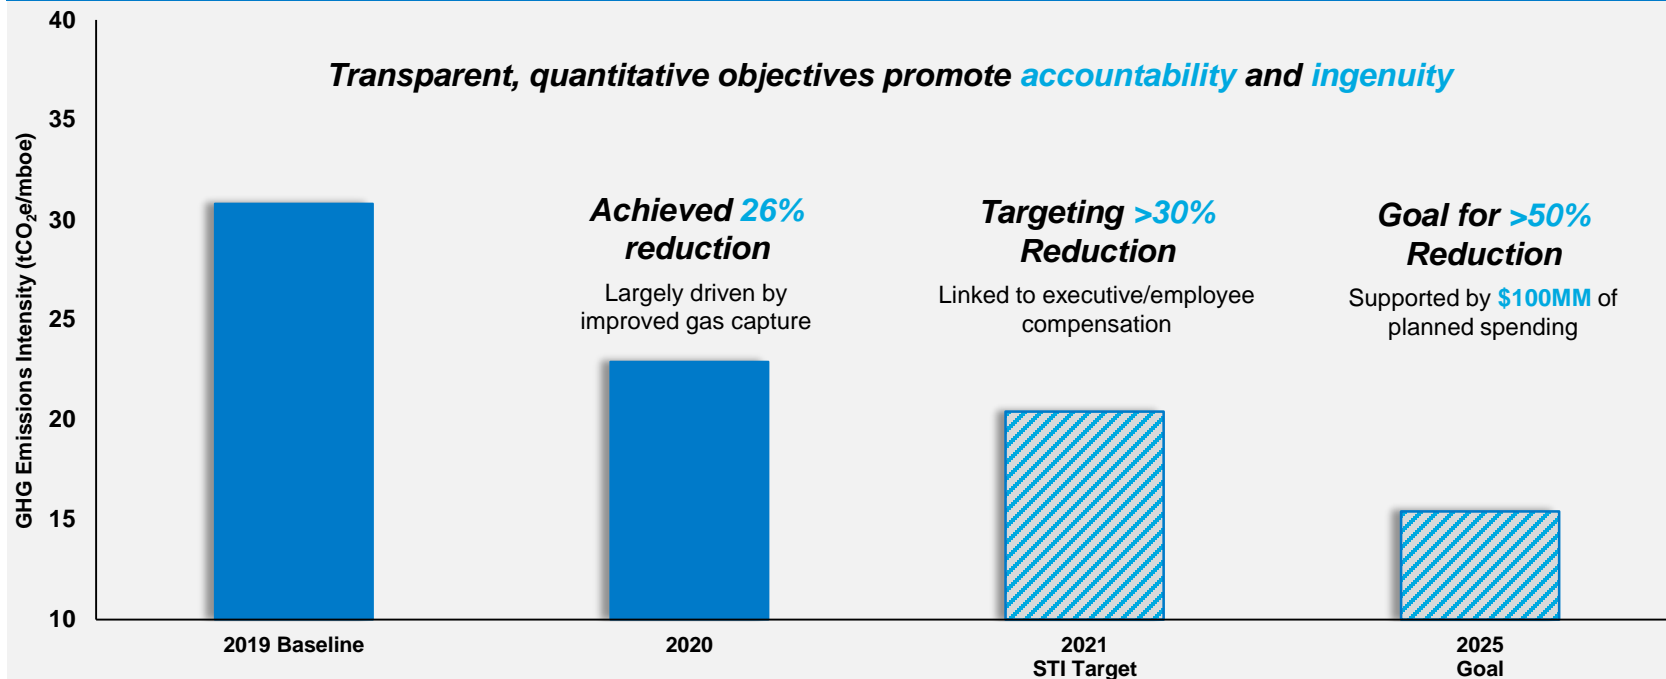 Transparent, quantitative objectives promote accountability and ingenuity
GHG Emissions Intensity (tCO₂e/mboe)
40
35
30
25
20
15
10
Achieved 26%
reduction
Largely driven by
improved gas capture
Targeting >30%
Reduction
Linked to executive/employee
compensation
Goal for >50%
Reduction
Supported by $100MM of
planned spending
2019 Baseline
2020
2021
STI Target
2025
Goal